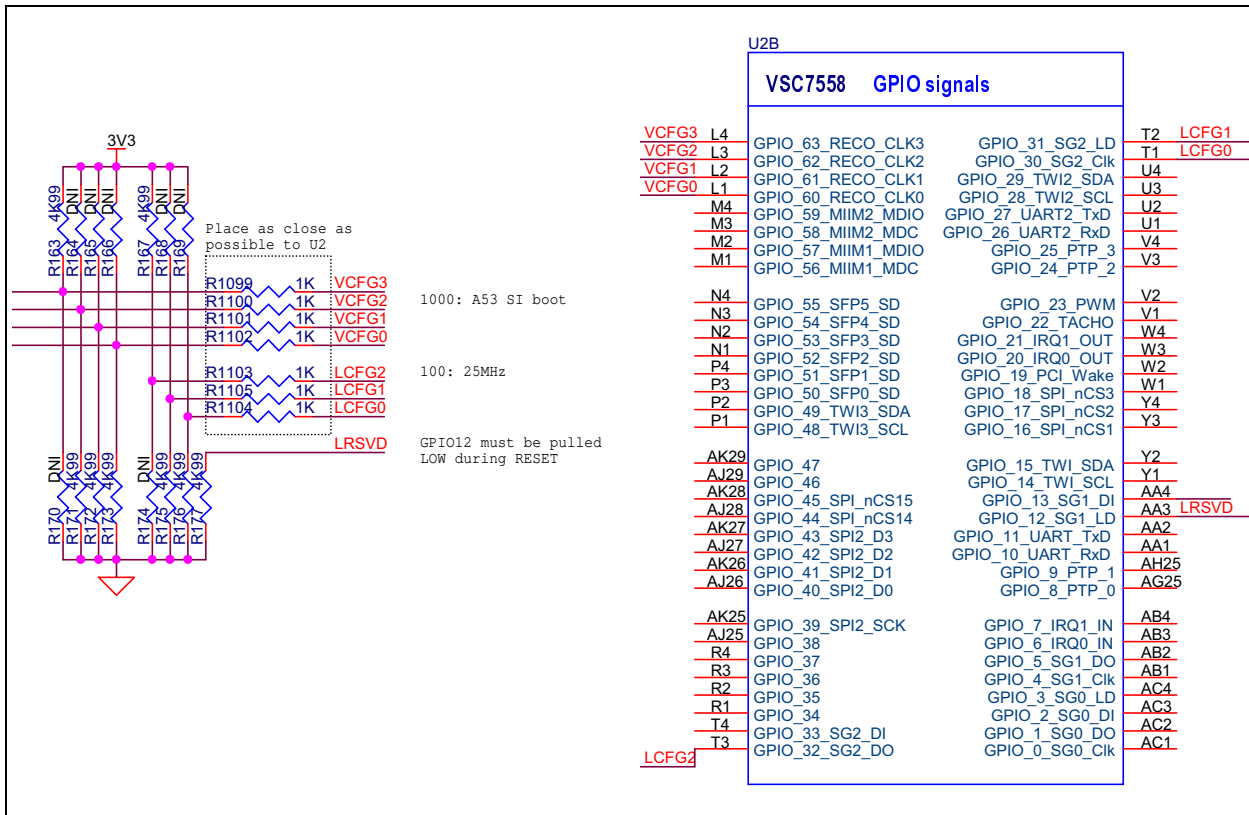 U2B
VSC7558 GPIO signals
3V3
4K99
DNI
DNI
DNI
4K99
DNI
DNI
R163
R164
R165
R166
R167
R168
R169
Place as close as
possible to U2
R1099 1K VCFG3
R1100 1K VCFG2
R1101 1K VCFG1
R1102 1K VCFG0
1000: A53 SI boot
R1103 1K LCFG2
R1105 1K LCFG1
R1104 1K LCFG0
100: 25MHz
LRSVD
GPIO12 must be pulled
LOW during RESET
DNI
4K99
4K99
4K99
DNI
4K99
4K99
4K99
R170
R171
R172
R173
R174
R175
R176
R177
VCFG3 L4 GPIO_63_RECO_CLK3
VCFG2 L3 GPIO_62_RECO_CLK2
VCFG1 L2 GPIO_61_RECO_CLK1
VCFG0 L1 GPIO_60_RECO_CLK0
M4 GPIO_59_MIIM2_MDIO
M3 GPIO_58_MIIM2_MDC
M2 GPIO_57_MIIM1_MDIO
M1 GPIO_56_MIIM1_MDC
N4 GPIO_55_SFP5_SD
N3 GPIO_54_SFP4_SD
N2 GPIO_53_SFP3_SD
N1 GPIO_52_SFP2_SD
P4 GPIO_51_SFP1_SD
P3 GPIO_50_SFP0_SD
P2 GPIO_49_TWI3_SDA
P1 GPIO_48_TWI3_SCL
AK29 GPIO_47
AJ29 GPIO_46
AK28 GPIO_45_SPI_nCS15
AJ28 GPIO_44_SPI_nCS14
AK27 GPIO_43_SPI2_D3
AJ27 GPIO_42_SPI2_D2
AK26 GPIO_41_SPI2_D1
AJ26 GPIO_40_SPI2_D0
AK25 GPIO_39_SPI2_SCK
AJ25 GPIO_38
R4 GPIO_37
R3 GPIO_36
R2 GPIO_35
R1 GPIO_34
T4 GPIO_33_SG2_DI
LCFG2 T3 GPIO_32_SG2_DO
GPIO_31_SG2_LD T2 LCFG1
GPIO_30_SG2_Clk T1 LCFG0
GPIO_29_TWI2_SDA U4
GPIO_28_TWI2_SCL U3
GPIO_27_UART2_TxD U2
GPIO_26_UART2_RxD U1
GPIO_25_PTP_3 V4
GPIO_24_PTP_2 V3
GPIO_23_PWM V2
GPIO_22_TACHO V1
GPIO_21_IRQ1_OUT W4
GPIO_20_IRQ0_OUT W3
GPIO_19_PCI_Wake W2
GPIO_18_SPI_nCS3 W1
GPIO_17_SPI_nCS2 Y4
GPIO_16_SPI_nCS1 Y3
GPIO_15_TWI_SDA Y2
GPIO_14_TWI_SCL Y1
GPIO_13_SG1_DI AA4
GPIO_12_SG1_LD AA3 LRSVD
GPIO_11_UART_TxD AA2
GPIO_10_UART_RxD AA1
GPIO_9_PTP_1 AH25
GPIO_8_PTP_0 AG25
GPIO_7_IRQ1_IN AB4
GPIO_6_IRQ0_IN AB3
GPIO_5_SG1_DO AB2
GPIO_4_SG1_Clk AB1
GPIO_3_SG0_LD AC4
GPIO_2_SG0_DI AC3
GPIO_1_SG0_DO AC2
GPIO_0_SG0_Clk AC1